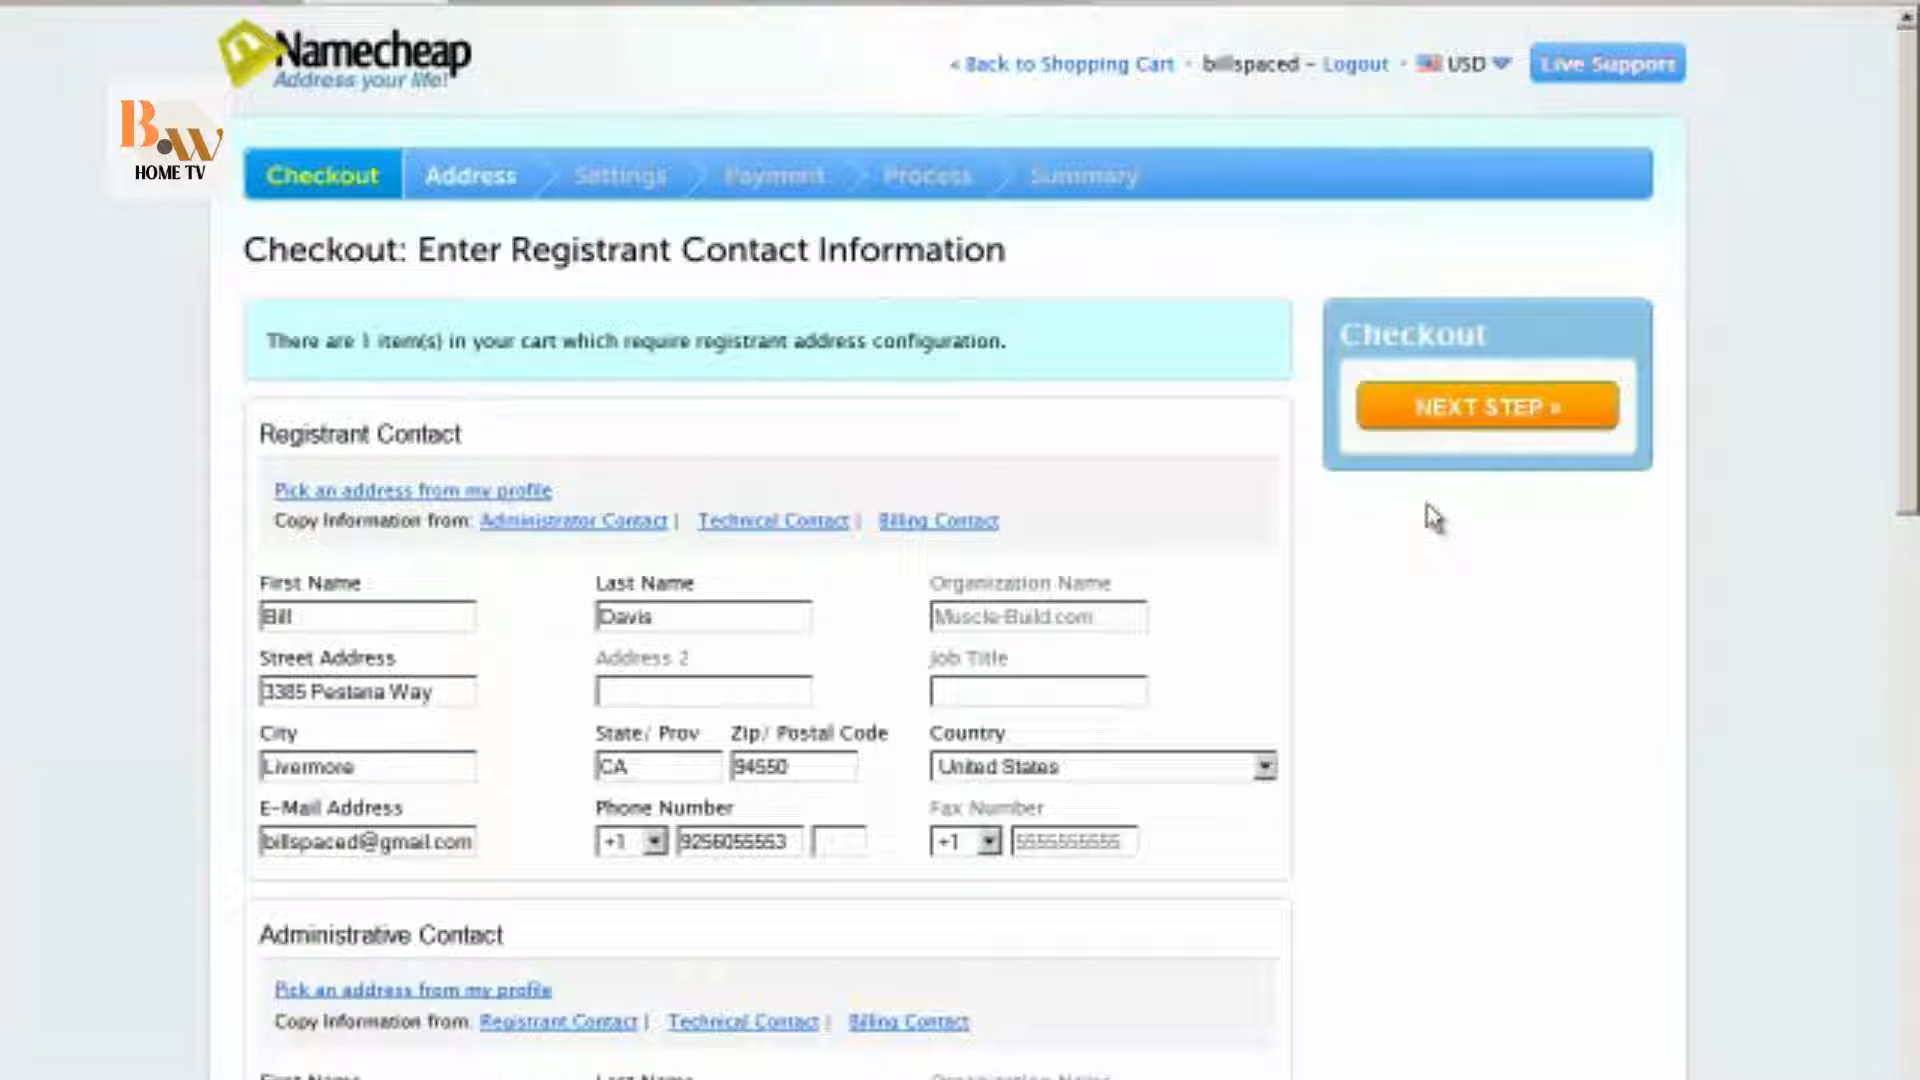 Namecheap
Address your life!
< Back to Shopping Cart • billspaced – Logout • USD Live Support
B.W
HOME TV
Checkout Address Settings Payment Process Summary
Checkout: Enter Registrant Contact Information
There are 1 item(s) in your cart which require registrant address configuration.
Checkout
NEXT STEP »
Registrant Contact
Pick an address from my profile
Copy Information from: Administrator Contact | Technical Contact | Billing Contact
First Name Last Name Organization Name
Bill Davis Muscle-Build.com
Street Address Address 2 Job Title
3385 Pestana Way
City State/ Prov Zip/ Postal Code Country
Livermore CA 94550 United States
E-Mail Address Phone Number Fax Number
billspaced@gmail.com +1 9256055553 +1 5555555555
Administrative Contact
Pick an address from my profile
Copy Information from: Registrant Contact | Technical Contact | Billing Contact
First Name Last Name Organization Name